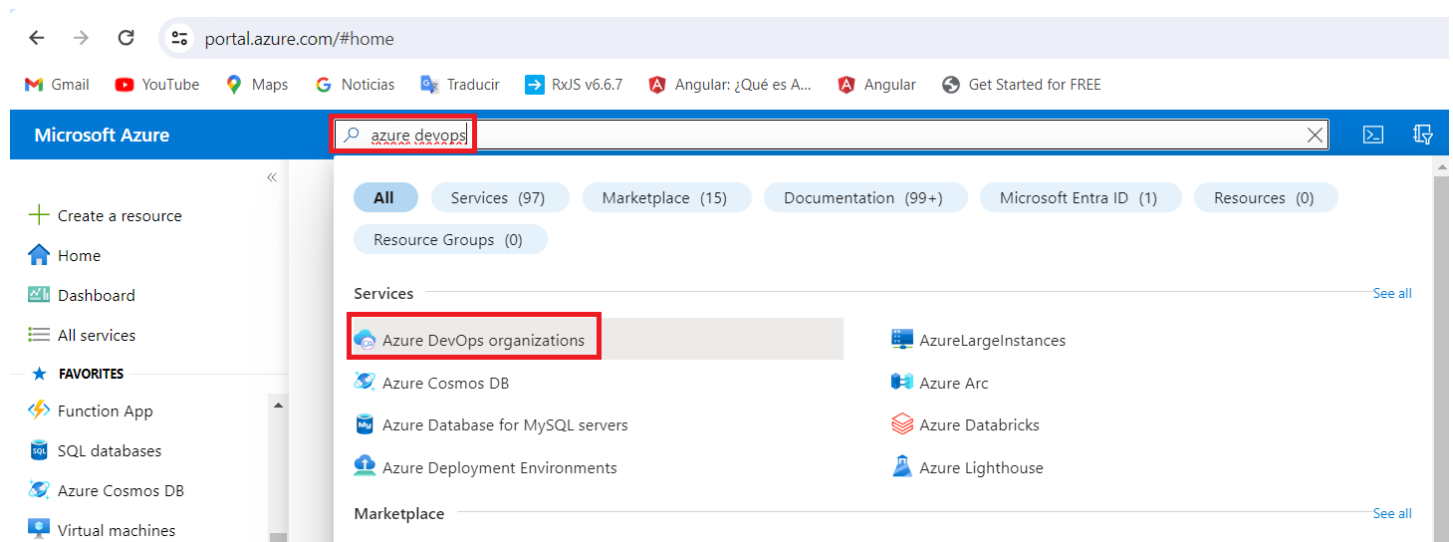 portal.azure.com/#home
Gmail YouTube Maps Noticias Traducir RxJS v6.6.7 Angular: ¿Qué es A... Angular Get Started for FREE
Microsoft Azure azure devops
All Services (97) Marketplace (15) Documentation (99+) Microsoft Entra ID (1) Resources (0)
Resource Groups (0)
Create a resource
Home
Dashboard
All services
FAVORITES
Function App
SQL databases
Azure Cosmos DB
Virtual machines
Services See all
Azure DevOps organizations AzureLargeInstances
Azure Cosmos DB Azure Arc
Azure Database for MySQL servers Azure Databricks
Azure Deployment Environments Azure Lighthouse
Marketplace See all